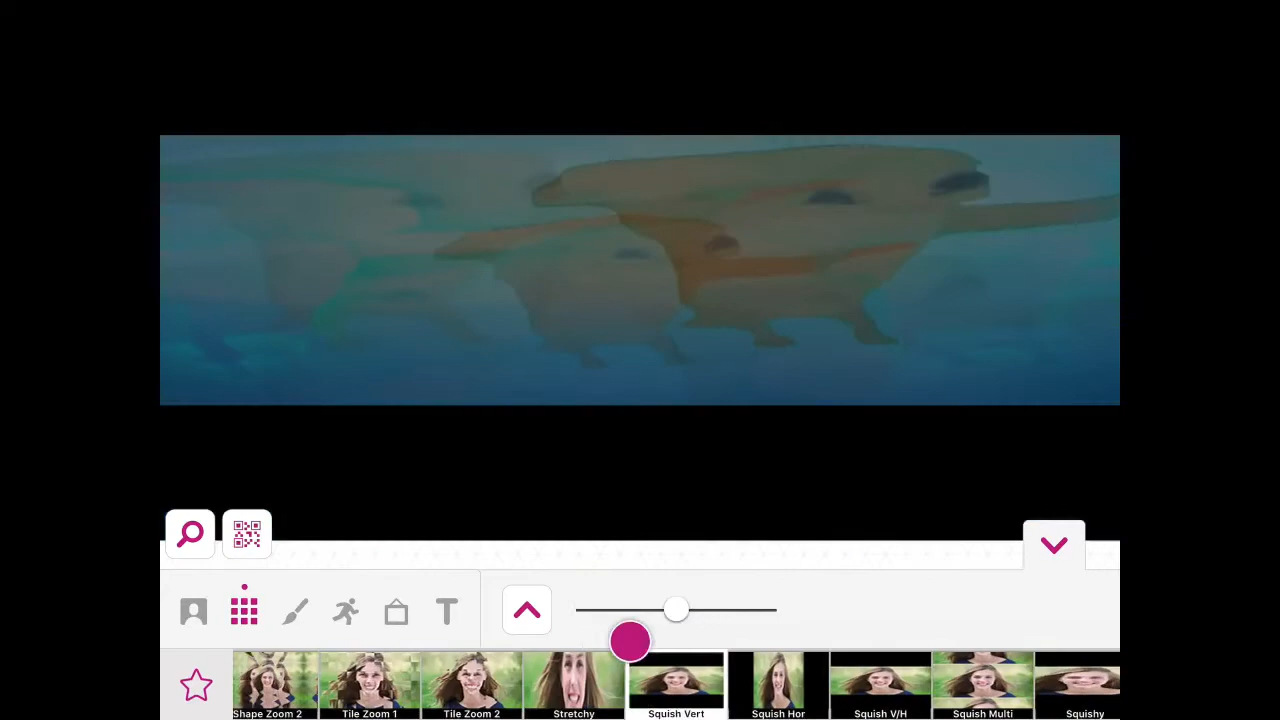 T
Shape Zoom 2
Tile Zoom 1
Tile Zoom 2
Stretchy
Squish Vert
Squish Hor
Squish V/H
Squish Multi
Squishy